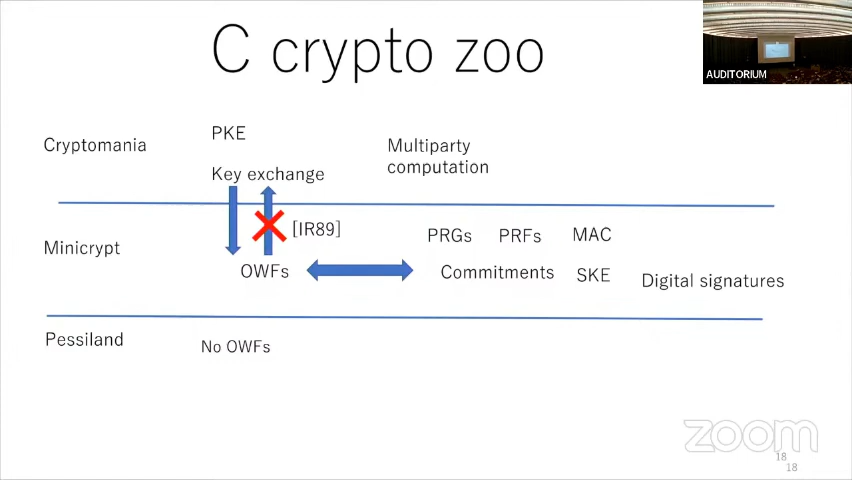 C crypto zoo
AUDITORIUM
Cryptomania
PKE
Key exchange
Multiparty
computation
Minicrypt
[IR89]
OWFs
PRGs
PRFs
MAC
Commitments
SKE
Digital signatures
Pessiland
No OWFs
zoom
18
18